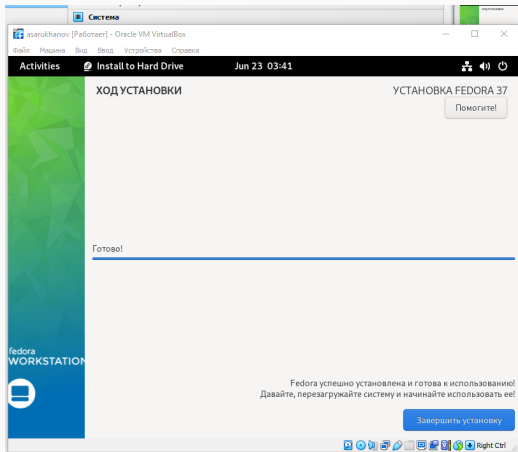 Система
asarukhanov [Работает] - Oracle VM VirtualBox
Файл Машина Вид Ввод Устройства Справка
Activities Install to Hard Drive Jun 23 03:41
ХОД УСТАНОВКИ
УСТАНОВКА FEDORA 37
Помогите!
Готово!
fedora
WORKSTATION
Fedora успешно установлена и готова к использованию!
Давайте, перезагружайте систему и начинайте использовать ее!
Завершить установку
Right Ctrl